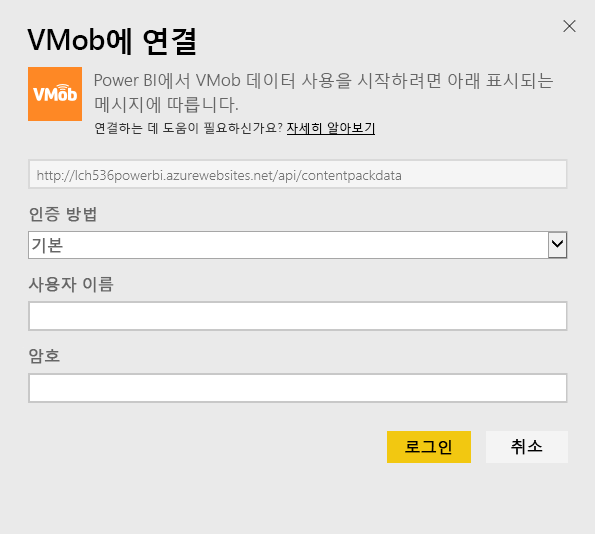 VMob에 연결
VMob
Power BI에서 VMob 데이터 사용을 시작하려면 아래 표시되는
메시지에 따릅니다.
연결하는 데 도움이 필요하신가요? 자세히 알아보기
http://lch536powerbi.azurewebsites.net/api/contentpackdata
인증 방법
기본
사용자 이름
암호
로그인 취소